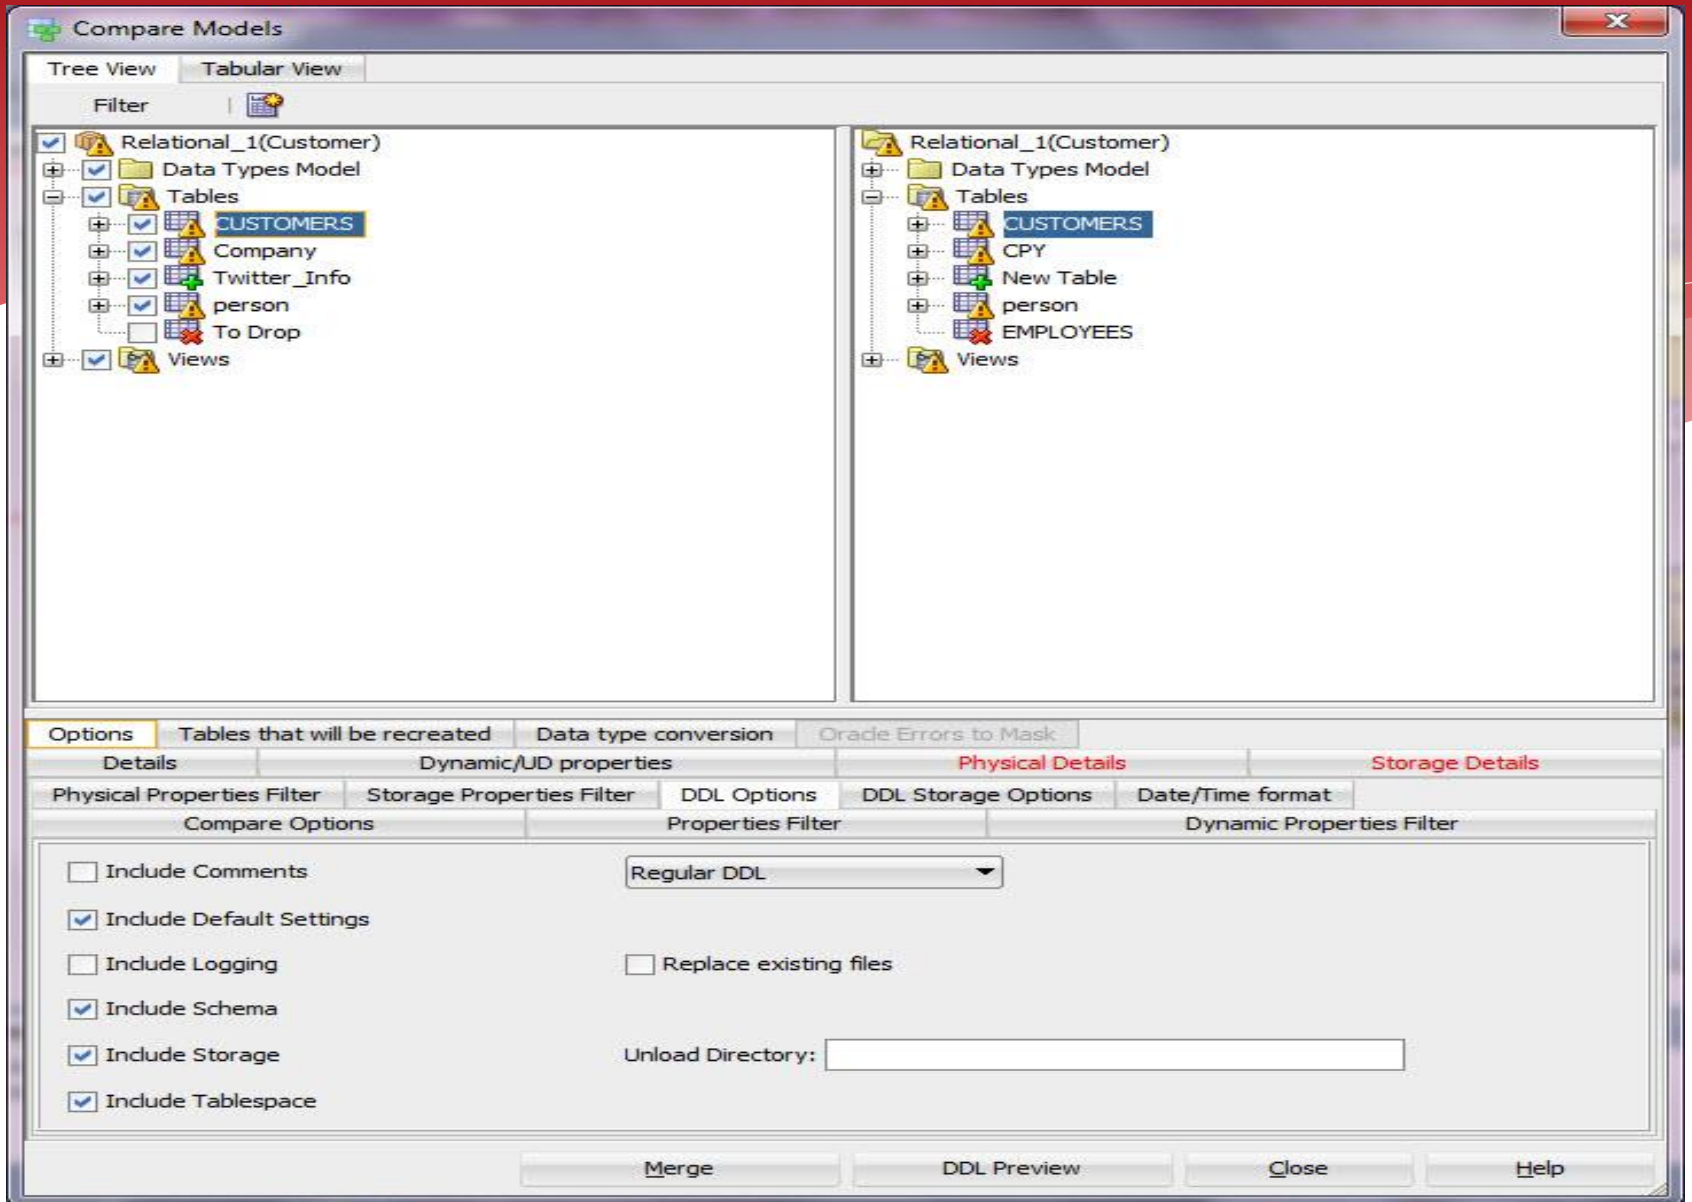 Compare Models
Tree View Tabular View
Filter
Relational_1(Customer)
Data Types Model
Tables
CUSTOMERS
Company
Twitter_Info
person
To Drop
Views
Relational_1(Customer)
Data Types Model
Tables
CUSTOMERS
CPY
New Table
person
EMPLOYEES
Views
Options Tables that will be recreated Data type conversion Oracle Errors to Mask
Details Dynamic/UD properties Physical Details Storage Details
Physical Properties Filter Storage Properties Filter DDL Options DDL Storage Options Date/Time format
Compare Options Properties Filter Dynamic Properties Filter
Include Comments Regular DDL
Include Default Settings
Include Logging Replace existing files
Include Schema
Include Storage Unload Directory:
Include Tablespace
Merge DDL Preview Close Help